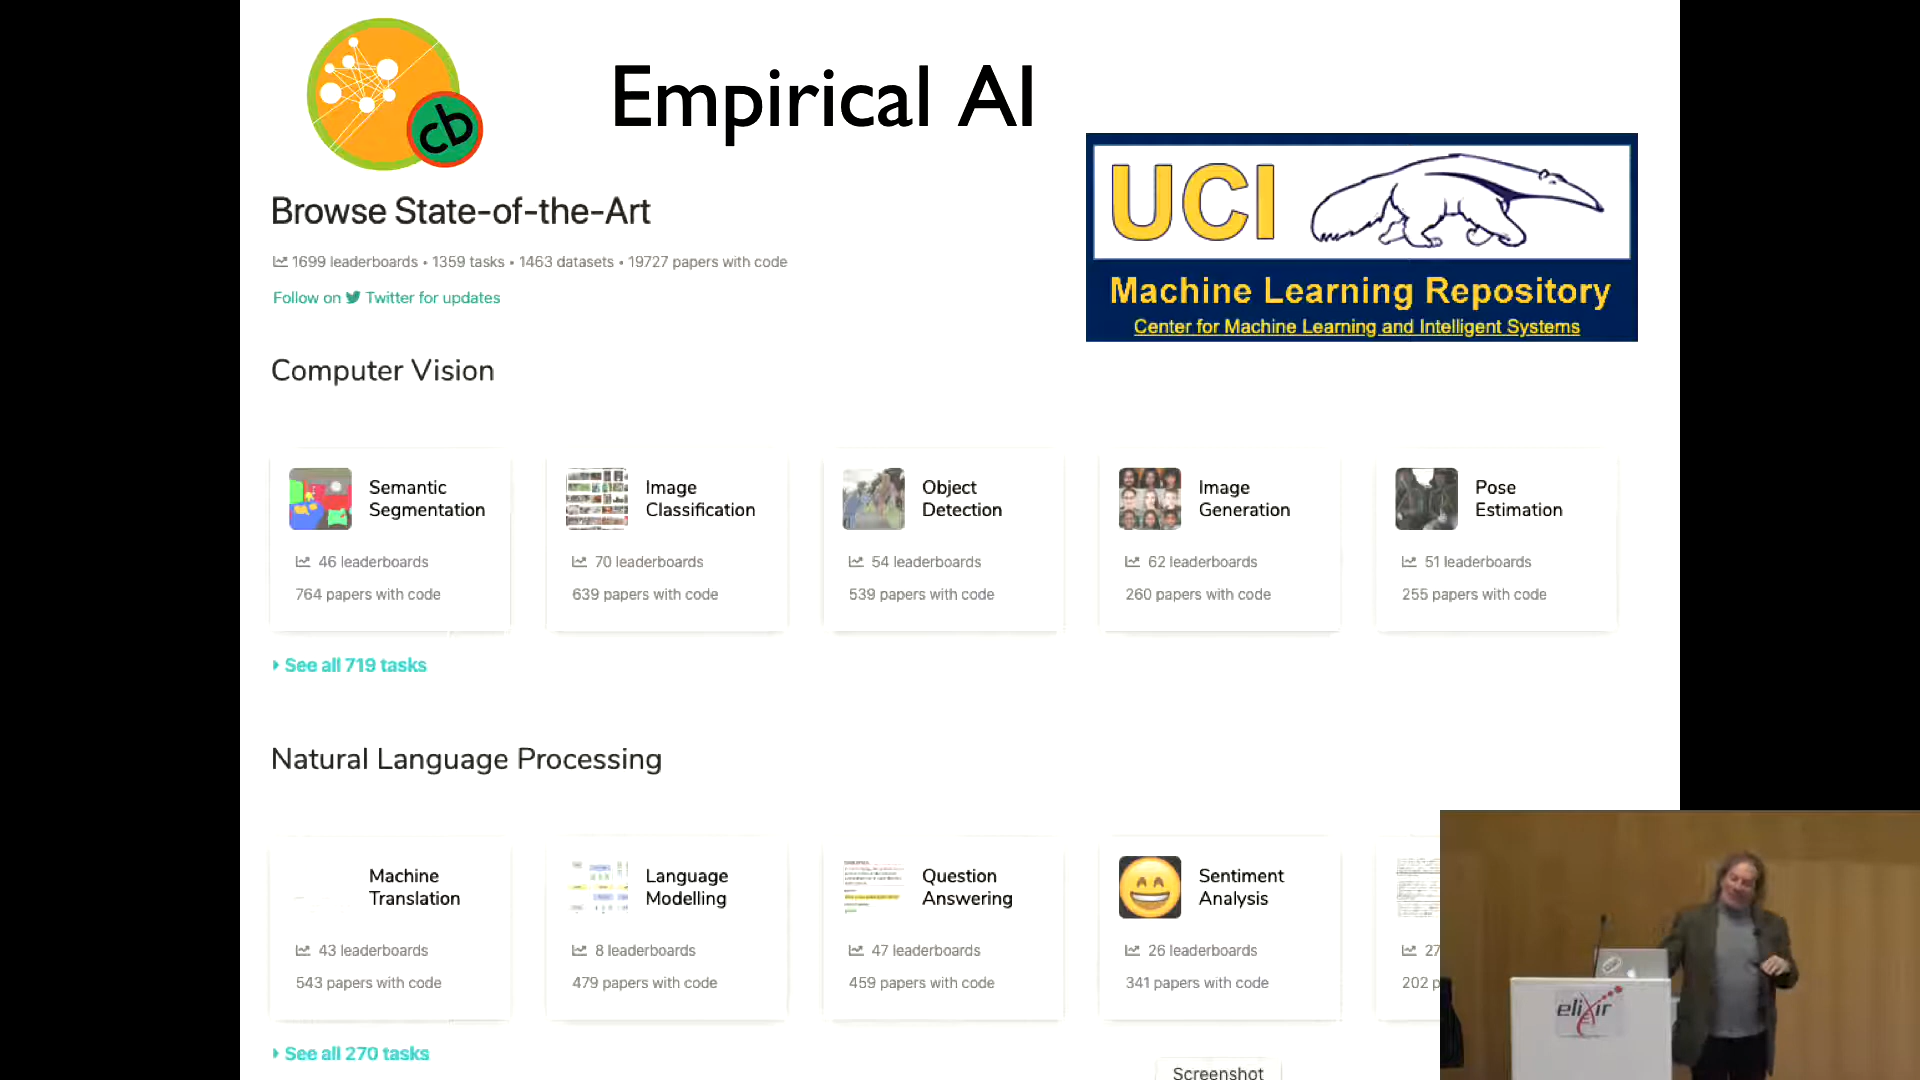 cb
Empirical AI
UCI
Machine Learning Repository
Center for Machine Learning and Intelligent Systems
Browse State-of-the-Art
1699 leaderboards • 1359 tasks • 1463 datasets • 19727 papers with code
Follow on Twitter for updates
Computer Vision
Semantic
Segmentation
46 leaderboards
764 papers with code
Image
Classification
70 leaderboards
639 papers with code
Object
Detection
54 leaderboards
539 papers with code
Image
Generation
62 leaderboards
260 papers with code
Pose
Estimation
51 leaderboards
255 papers with code
See all 719 tasks
Natural Language Processing
Machine
Translation
43 leaderboards
543 papers with code
Language
Modelling
8 leaderboards
479 papers with code
Question
Answering
47 leaderboards
459 papers with code
Sentiment
Analysis
26 leaderboards
341 papers with code
27
202 p
See all 270 tasks
Screenshot
elixir